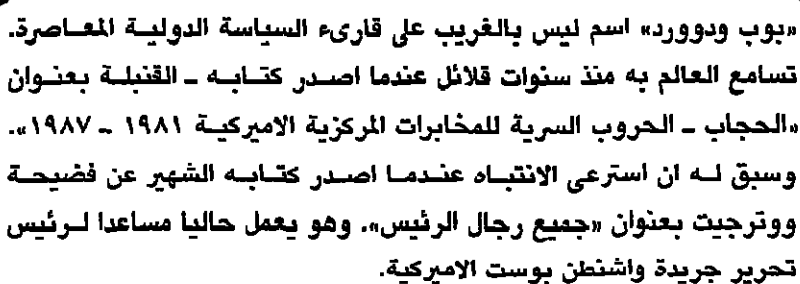 «بوب ودوورد» اسم ليس بالغريب على قارىء السياسة الدولية المعاصرة.
تسامع العالم به منذ سنوات قلائل عندما اصدر كتابه - القنبلة بعنوان
«الحجاب - الحروب السرية للمخابرات المركزية الاميركية ١٩٨١ - ١٩٨٧».
وسبق له ان استرعى الانتباه عندما اصدر كتابه الشهير عن فضيحة
ووترجيت بعنوان «جميع رجال الرئيس». وهو يعمل حاليا مساعدا لرئيس
تحرير جريدة واشنطن بوست الاميركية.